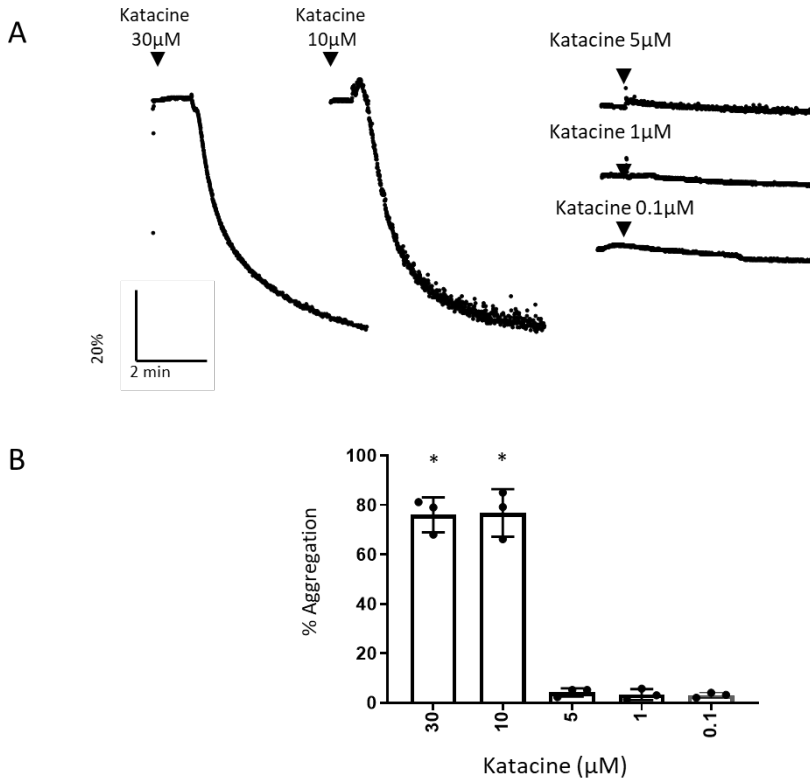 A
Katacine
30µM
Katacine
10µM
Katacine 5µM
Katacine 1µM
Katacine 0.1µM
20%
2 min
B
% Aggregation
100
80
60
40
20
0
* *
30 10 5 1 0.1
Katacine (µM)